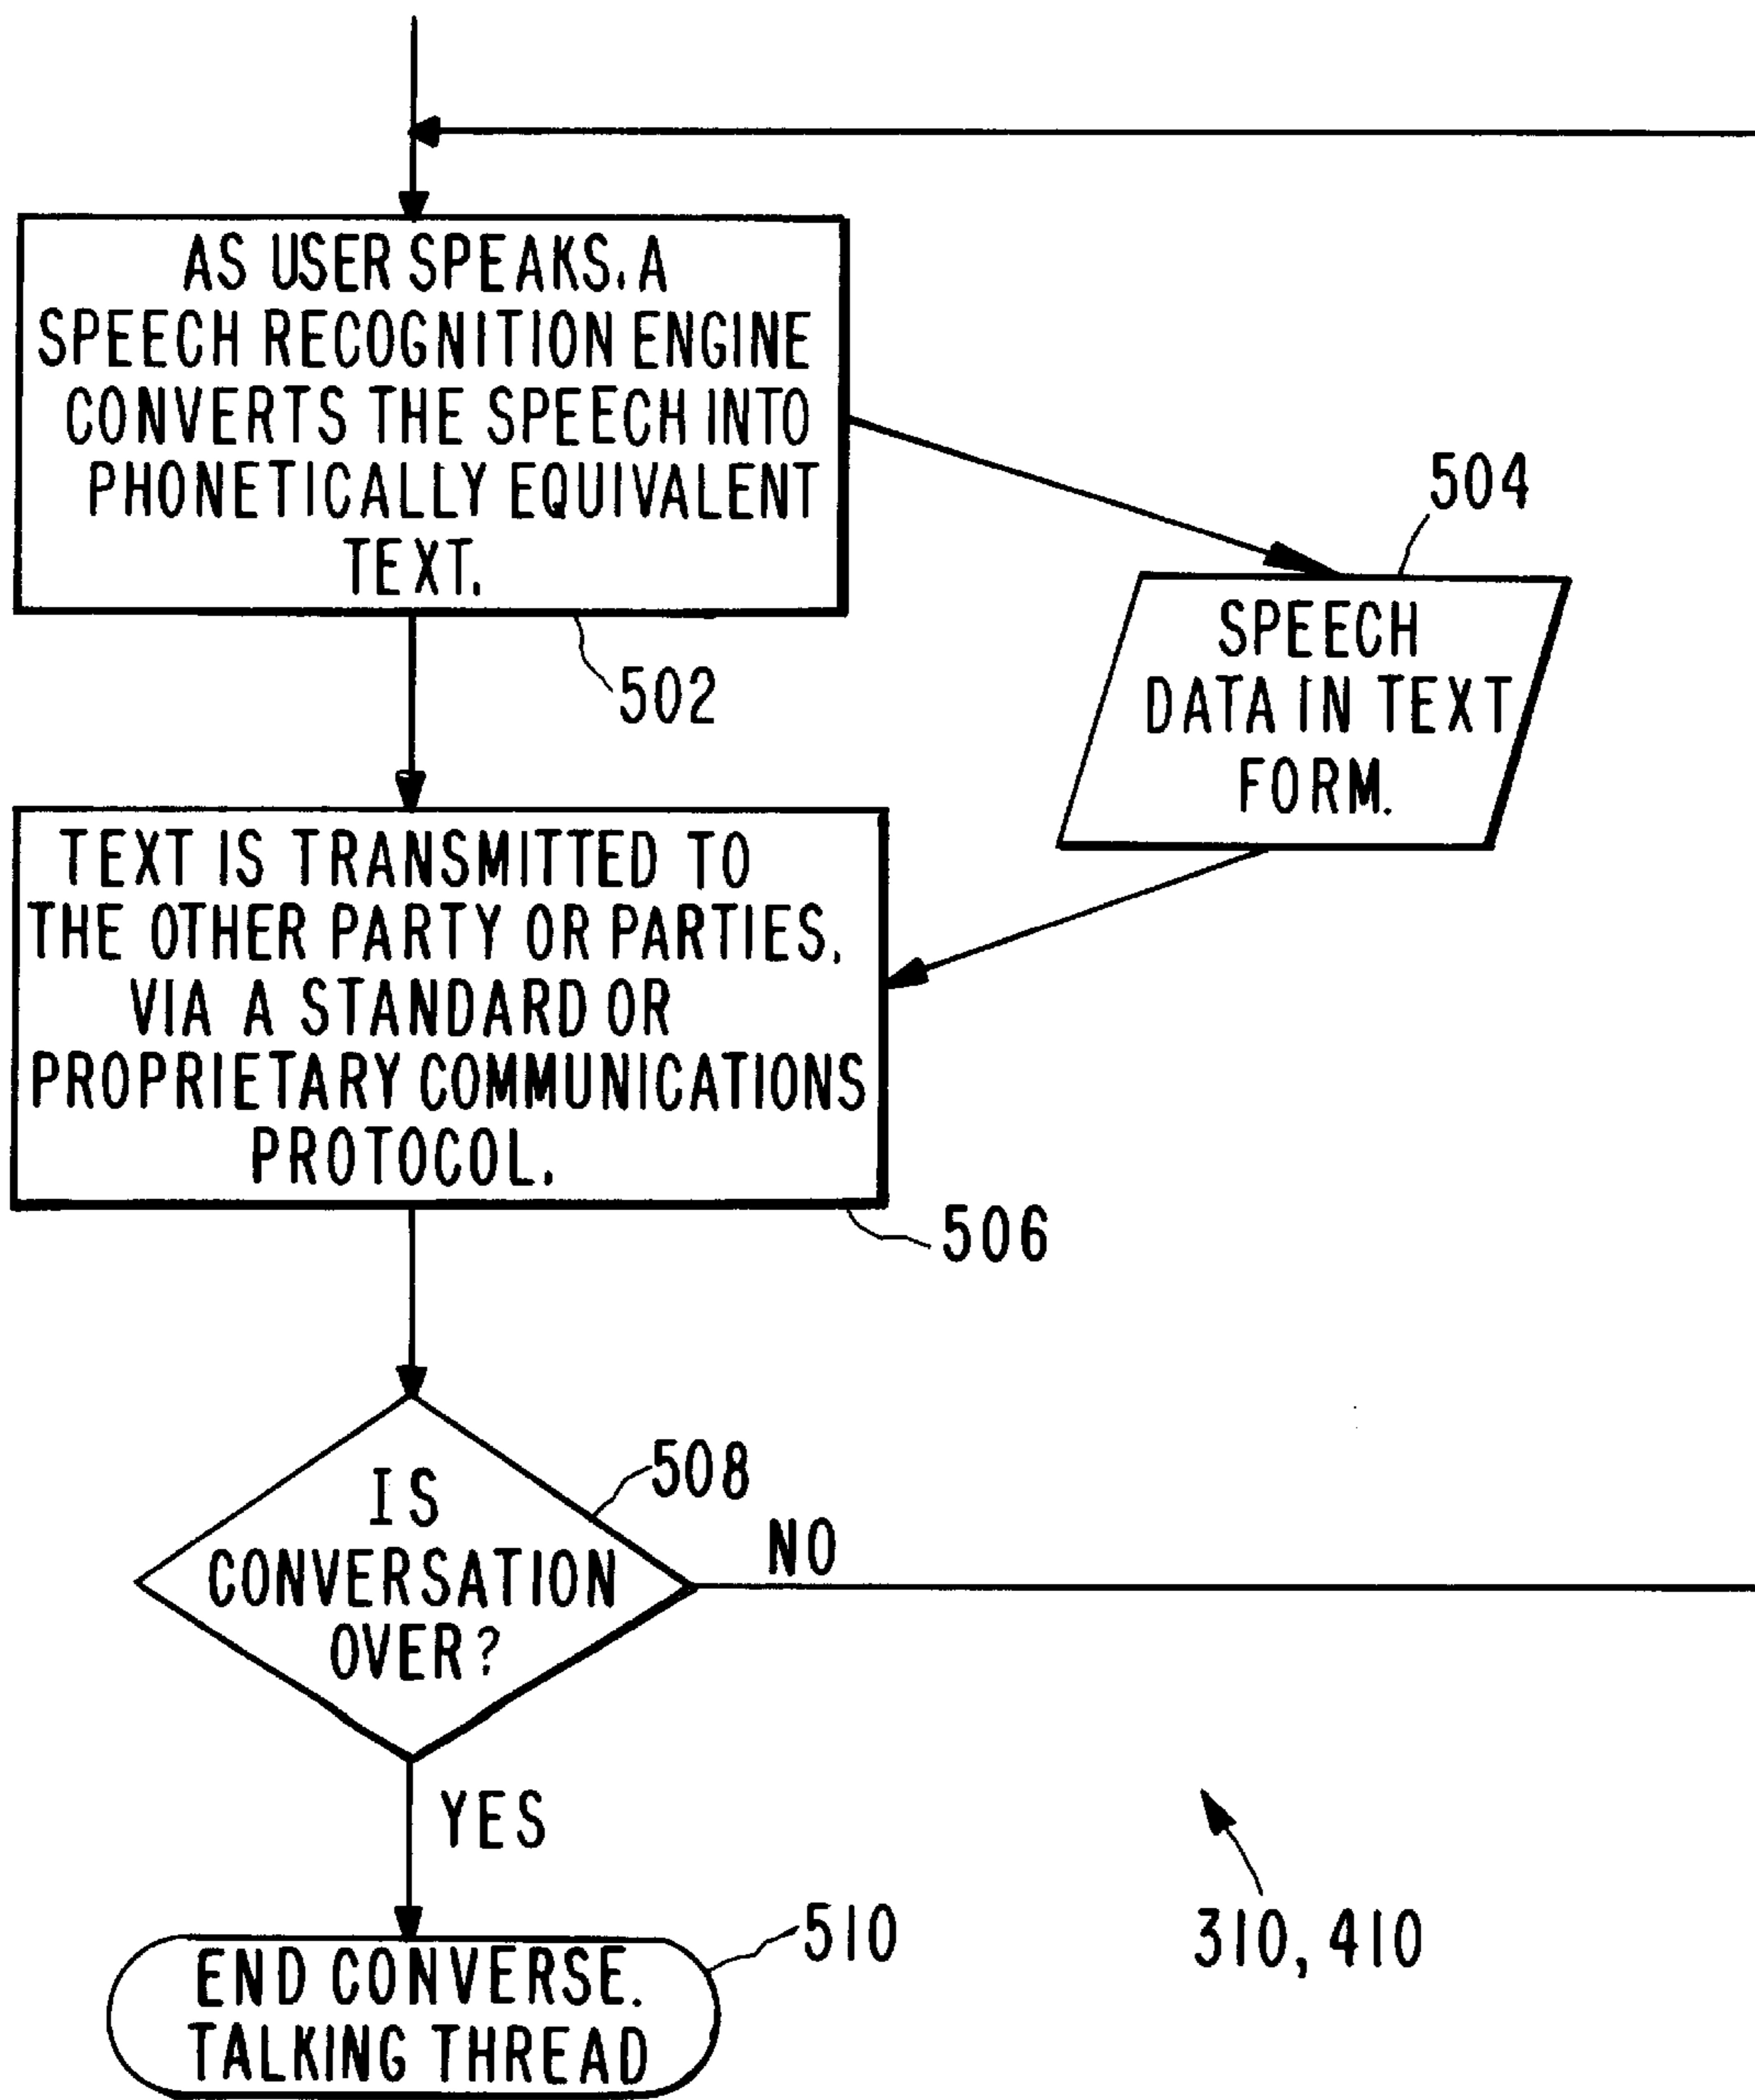 AS USER SPEAKS, A
SPEECH RECOGNITION ENGINE
CONVERTS THE SPEECH INTO
PHONETICALLY EQUIVALENT
TEXT.
502
504
SPEECH
DATA IN TEXT
FORM.
TEXT IS TRANSMITTED TO
THE OTHER PARTY OR PARTIES,
VIA A STANDARD OR
PROPRIETARY COMMUNICATIONS
PROTOCOL.
506
IS
CONVERSATION
OVER?
508
NO
YES
END CONVERSE.
TALKING THREAD
510
310, 410